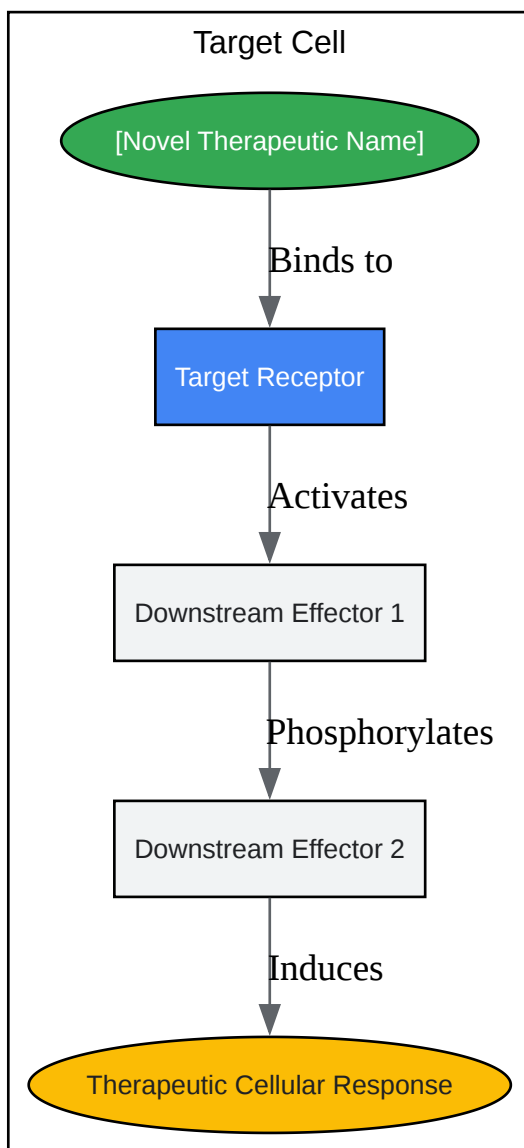 Target Cell
[Novel Therapeutic Name]
Binds to
Target Receptor
Activates
Downstream Effector 1
Phosphorylates
Downstream Effector 2
Induces
Therapeutic Cellular Response